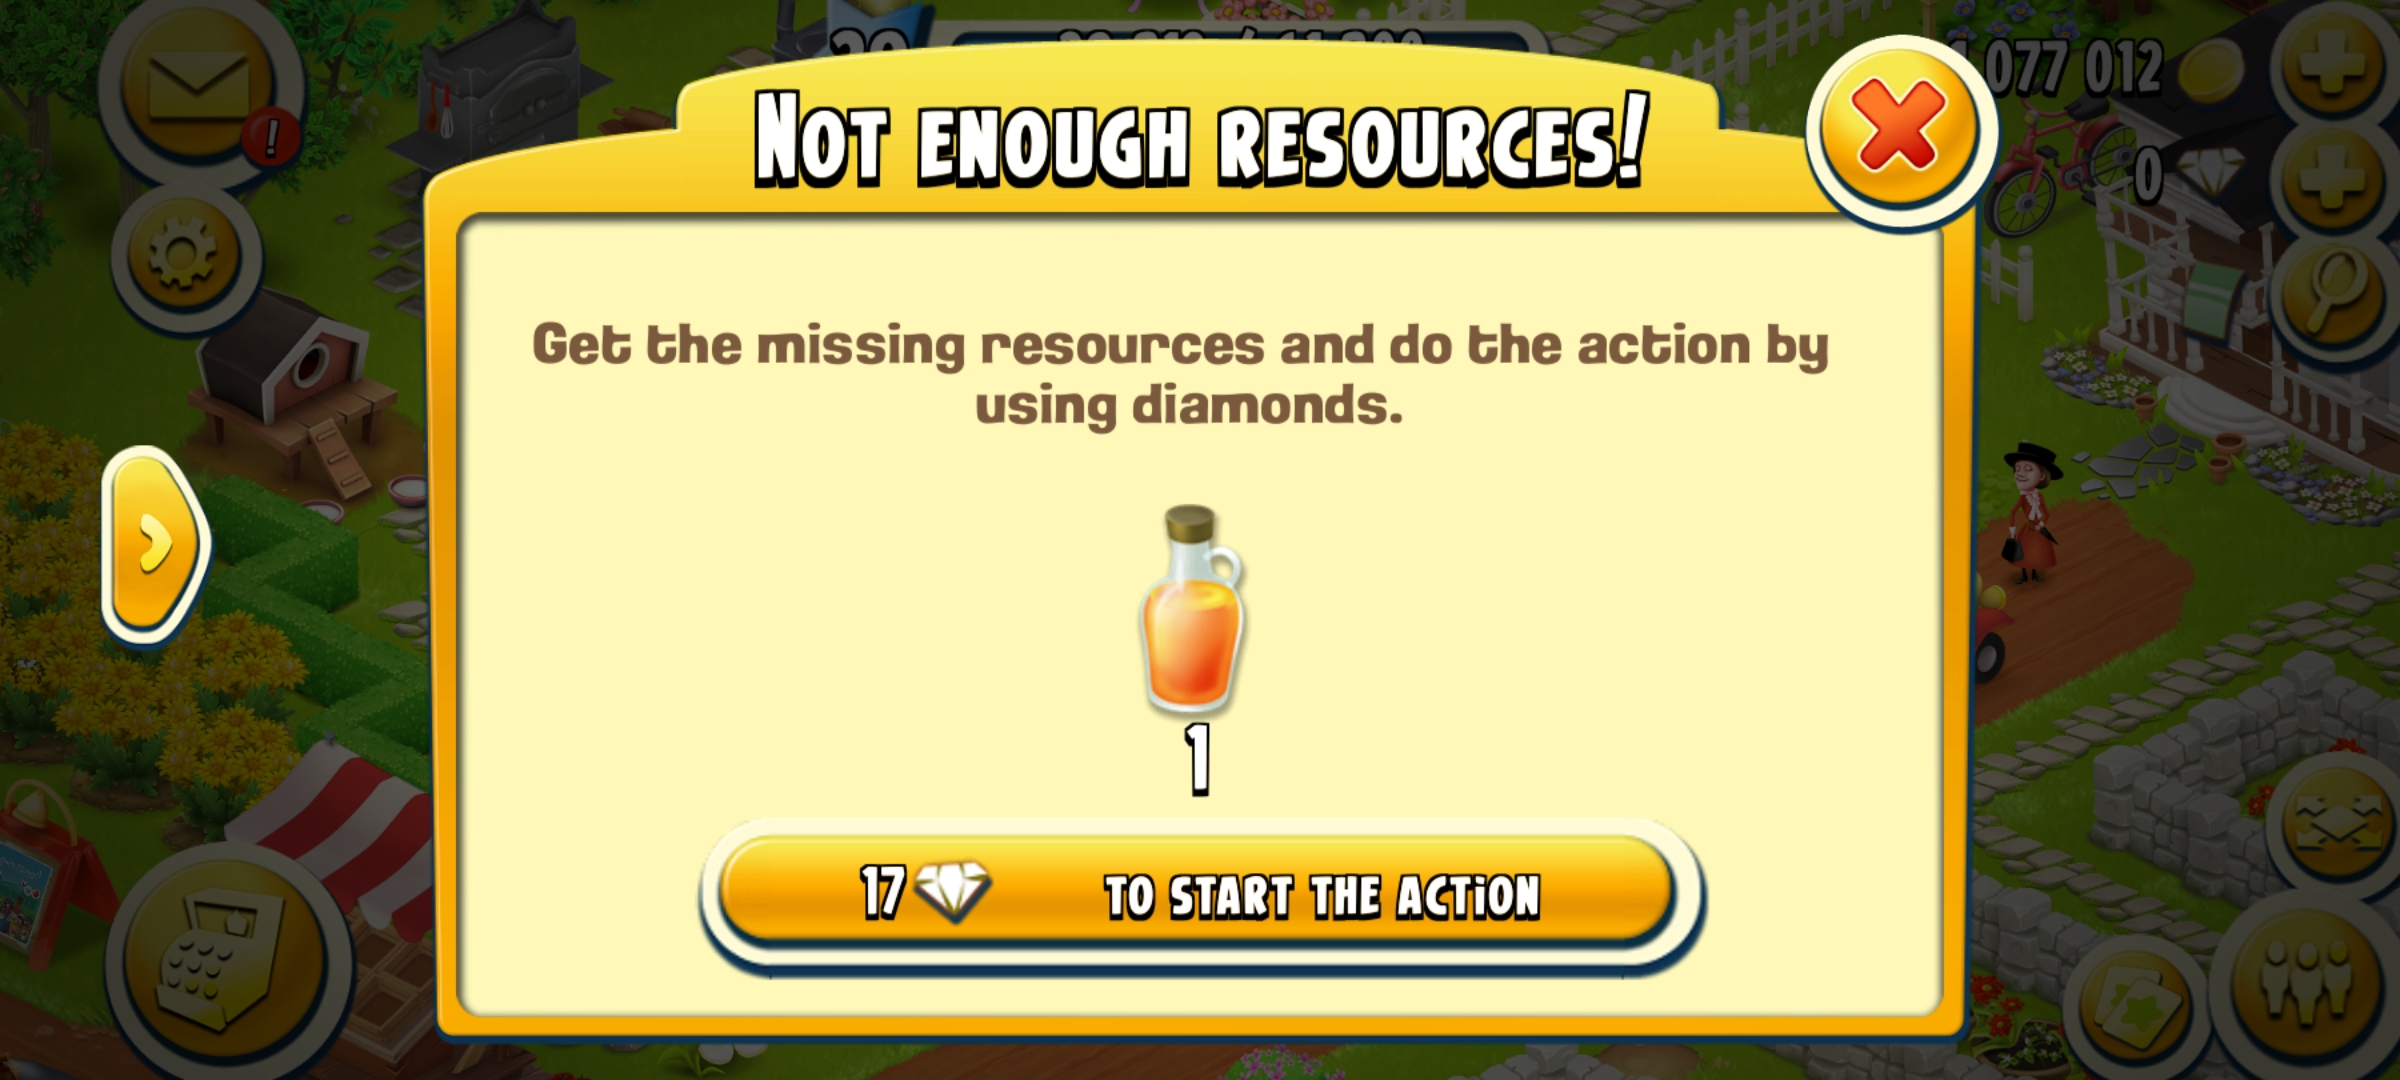 1 077 012
NOT ENOUGH RESOURCES!
0
Get the missing resources and do the action by
using diamonds.
1
17 TO START THE ACTION